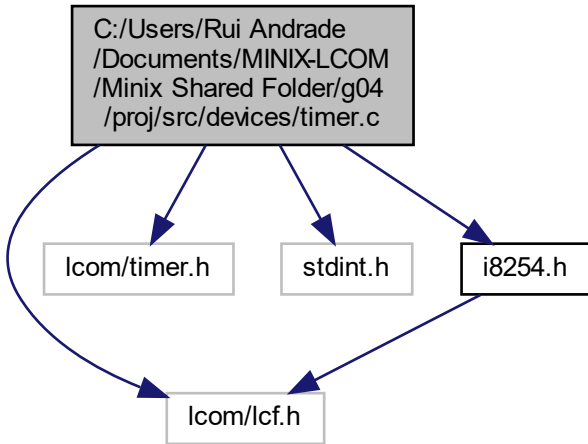 C:/Users/Rui Andrade
/Documents/MINIX-LCOM
/Minix Shared Folder/g04
/proj/src/devices/timer.c
lcom/timer.h
stdint.h
i8254.h
lcom/lcf.h